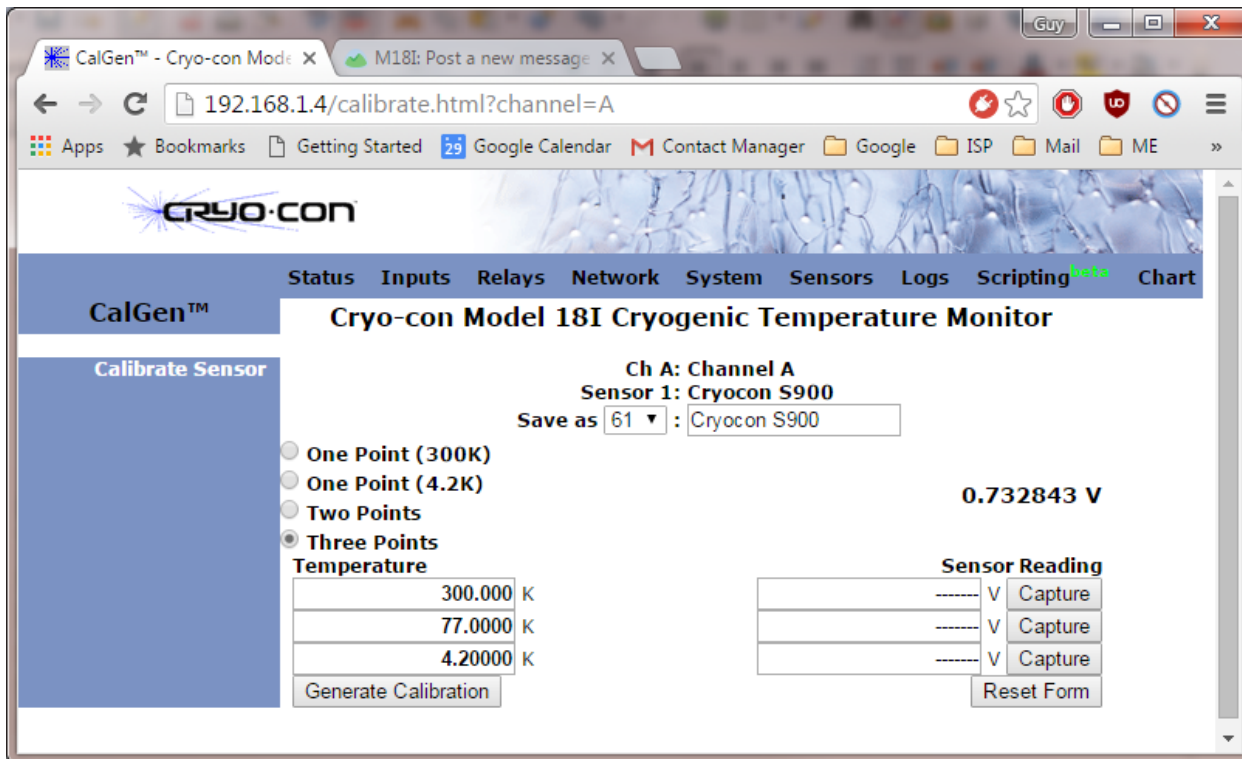 Guy
CalGen™ - Cryo-con Mode
M18I: Post a new message
192.168.1.4/calibrate.html?channel=A
Apps Bookmarks Getting Started 29 Google Calendar Contact Manager Google ISP Mail ME »
CRYO·CON
Status Inputs Relays Network System Sensors Logs Scripting beta Chart
CalGen™
Cryo-con Model 18I Cryogenic Temperature Monitor
Calibrate Sensor
Ch A: Channel A
Sensor 1: Cryocon S900
Save as 61 : Cryocon S900
One Point (300K)
One Point (4.2K)
0.732843 V
Two Points
Three Points
Temperature Sensor Reading
300.000 K ------- V Capture
77.0000 K ------- V Capture
4.20000 K ------- V Capture
Generate Calibration Reset Form